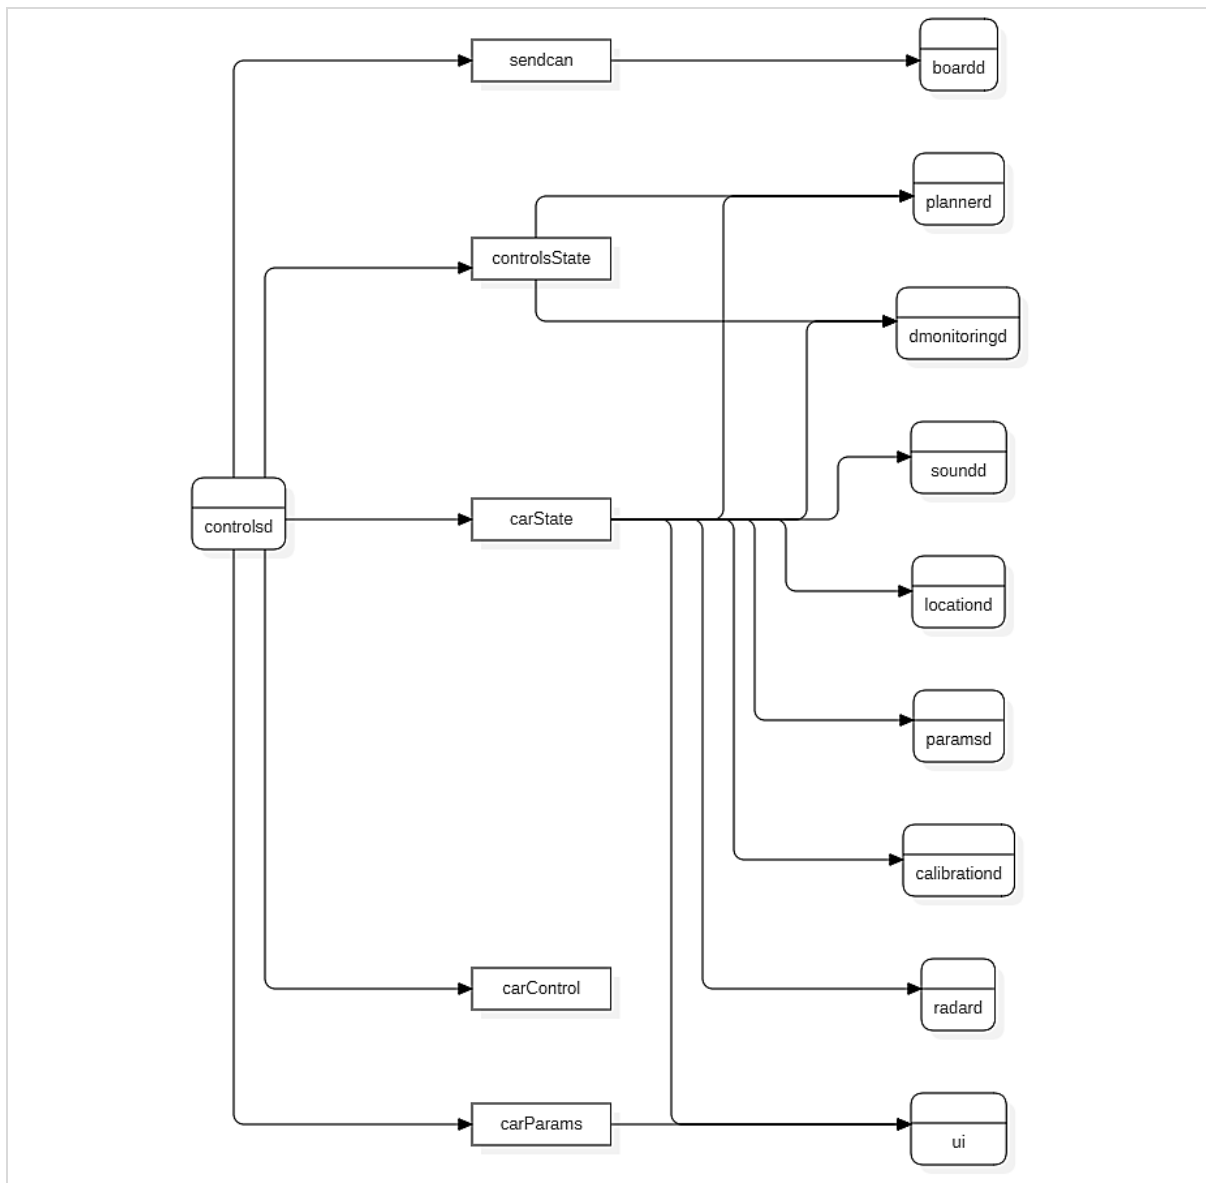 sendcan
boardd
plannerd
controlsState
dmonitoringd
soundd
controlsd
carState
locationd
paramsd
calibrationd
carControl
radard
carParams
ui